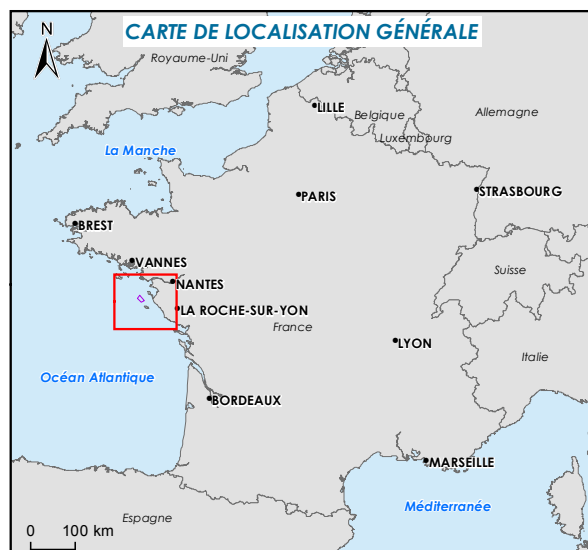 CARTE DE LOCALISATION GÉNÉRALE
N
Royaume-Uni
LILLE
Belgique
Allemagne
Luxembourg
La Manche
PARIS
STRASBOURG
BREST
VANNES
Suisse
NANTES
LA ROCHE-SUR-YON
France
LYON
Italie
Océan Atlantique
BORDEAUX
MARSEILLE
Méditerranée
Espagne
0 100 km